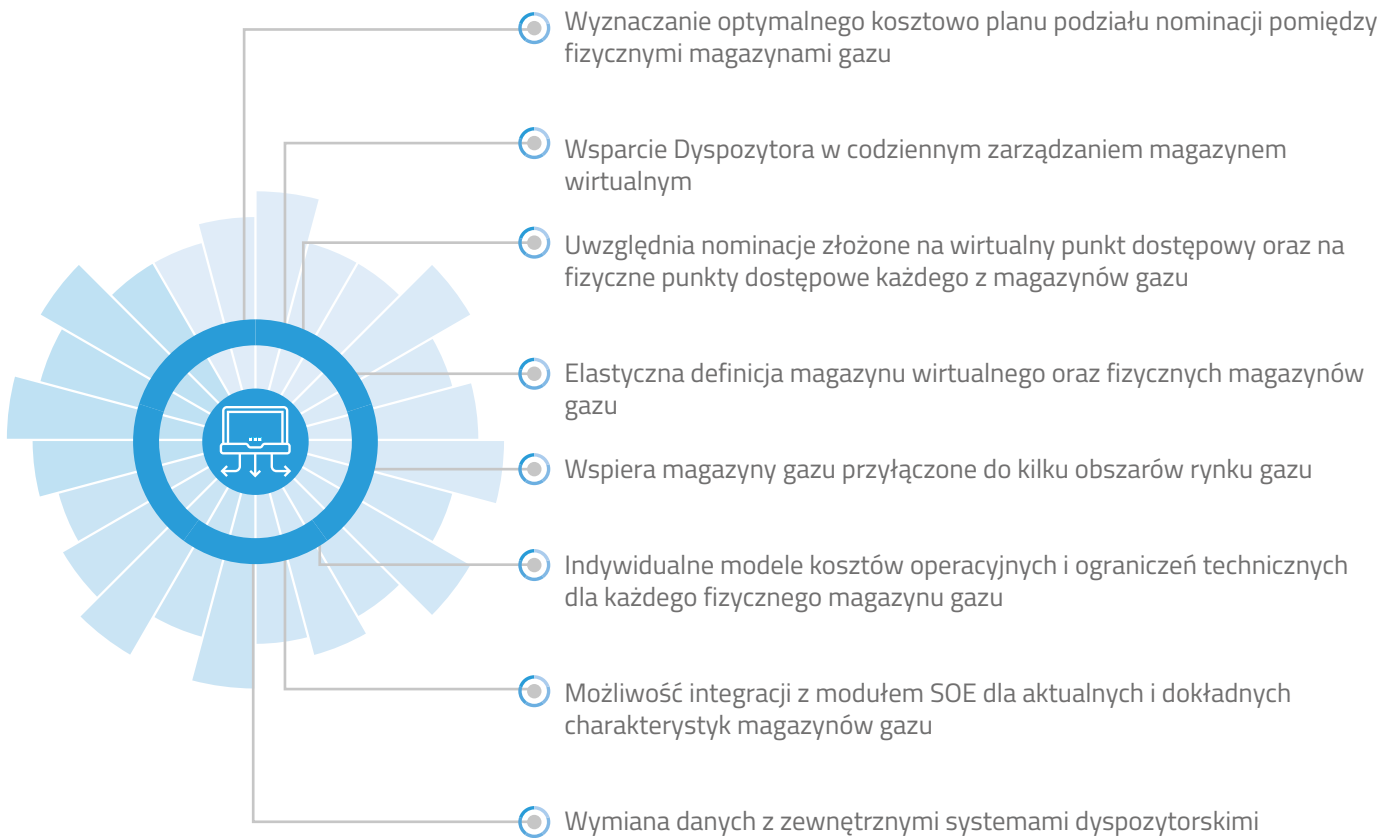 Wyznaczanie optymalnego kosztowo planu podziału nominacji pomiędzy
fizycznymi magazynami gazu
Wsparcie Dyspozytora w codziennym zarządzaniem magazynem
wirtualnym
Uwzględnia nominacje złożone na wirtualny punkt dostępowy oraz na
fizyczne punkty dostępowe każdego z magazynów gazu
Elastyczna definicja magazynu wirtualnego oraz fizycznych magazynów
gazu
Wspiera magazyny gazu przyłączone do kilku obszarów rynku gazu
Indywidualne modele kosztów operacyjnych i ograniczeń technicznych
dla każdego fizycznego magazynu gazu
Możliwość integracji z modułem SOE dla aktualnych i dokładnych
charakterystyk magazynów gazu
Wymiana danych z zewnętrznymi systemami dyspozytorskimi